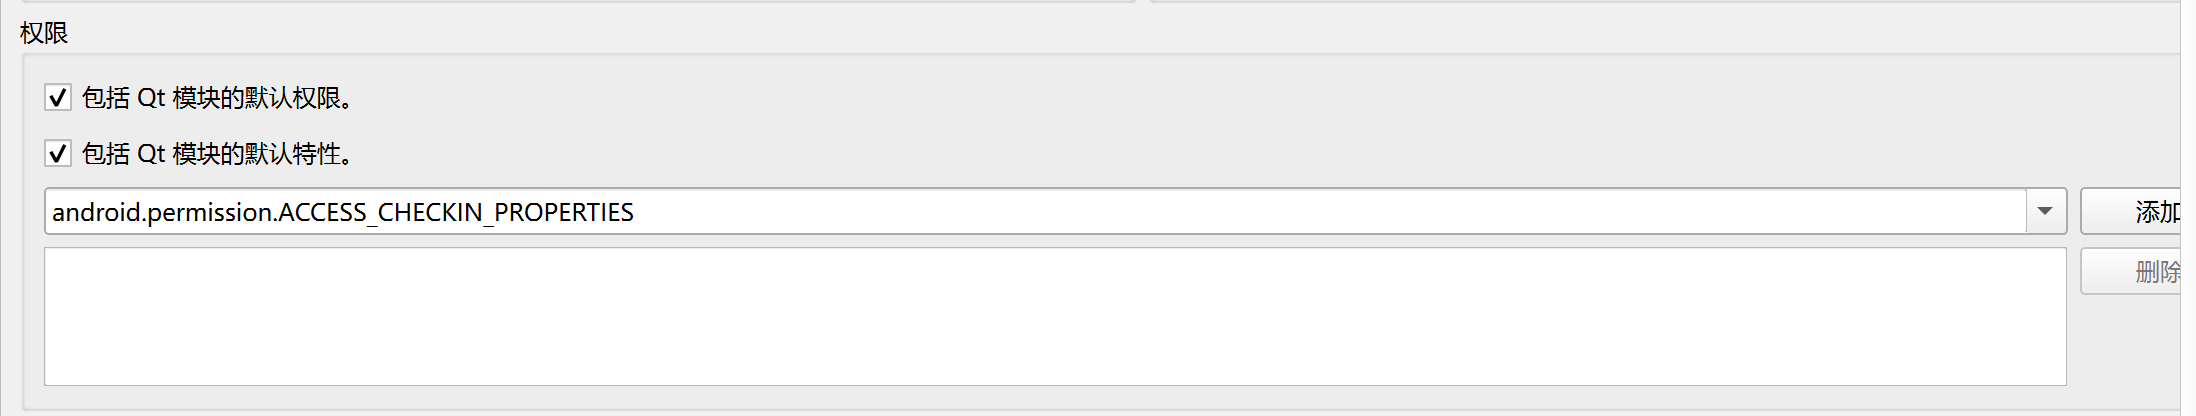 权限
包括 Qt 模块的默认权限。
包括 Qt 模块的默认特性。
android.permission.ACCESS_CHECKIN_PROPERTIES
添加
删除